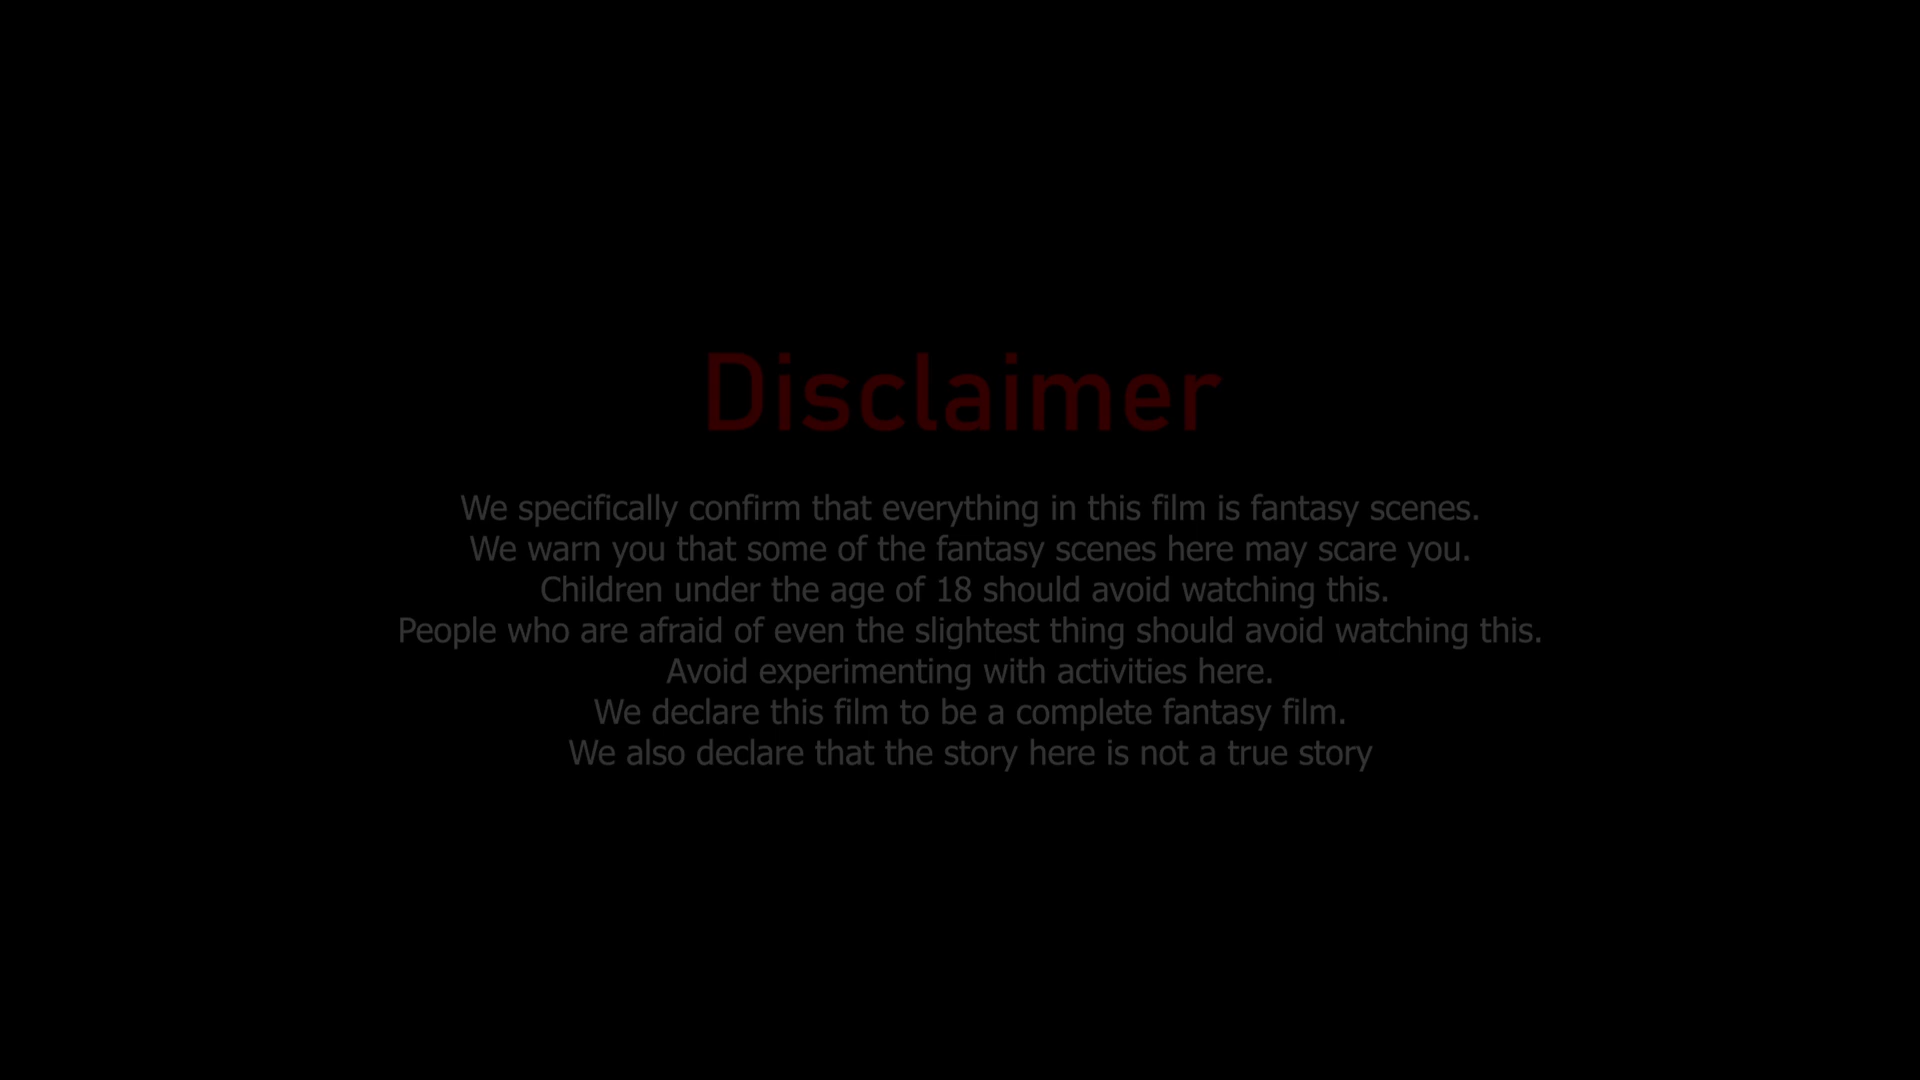 Disclaimer
We specifically confirm that everything in this film is fantasy scenes.
We warn you that some of the fantasy scenes here may scare you.
Children under the age of 18 should avoid watching this.
People who are afraid of even the slightest thing should avoid watching this.
Avoid experimenting with activities here.
We declare this film to be a complete fantasy film.
We also declare that the story here is not a true story